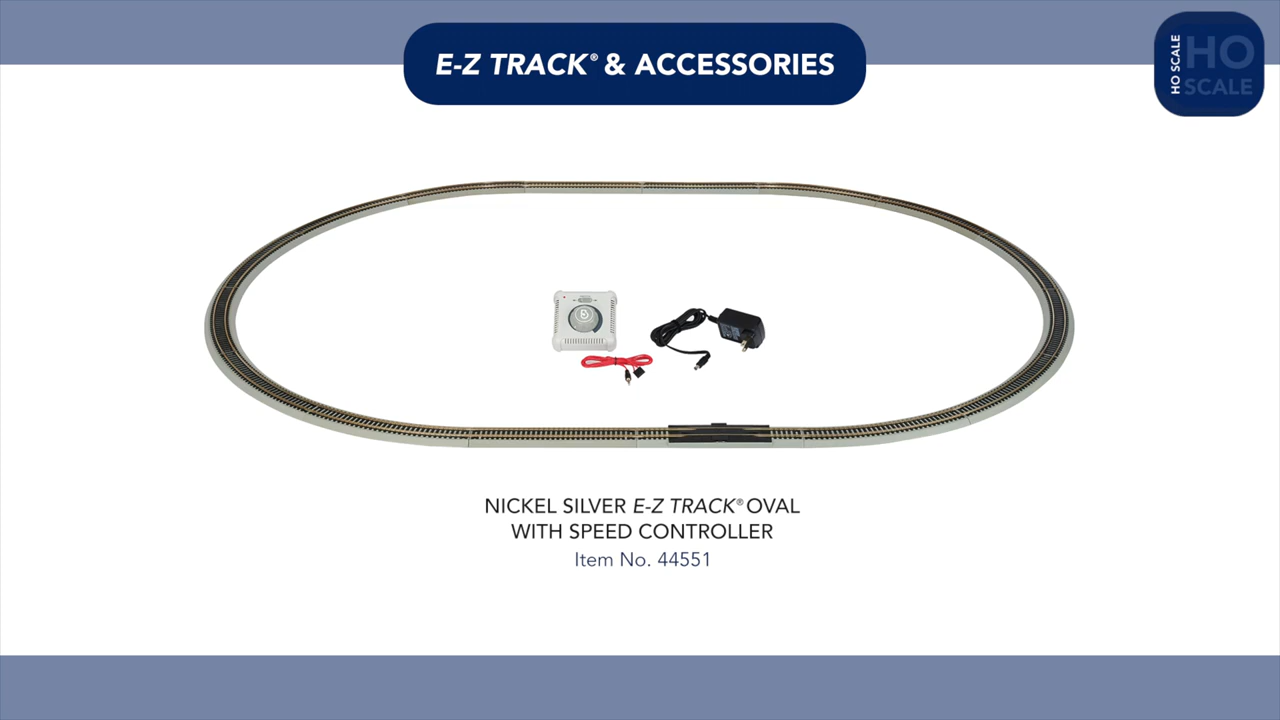 E-Z TRACK® & ACCESSORIES
HO SCALE
HO
SCALE
NICKEL SILVER E-Z TRACK® OVAL
WITH SPEED CONTROLLER
Item No. 44551